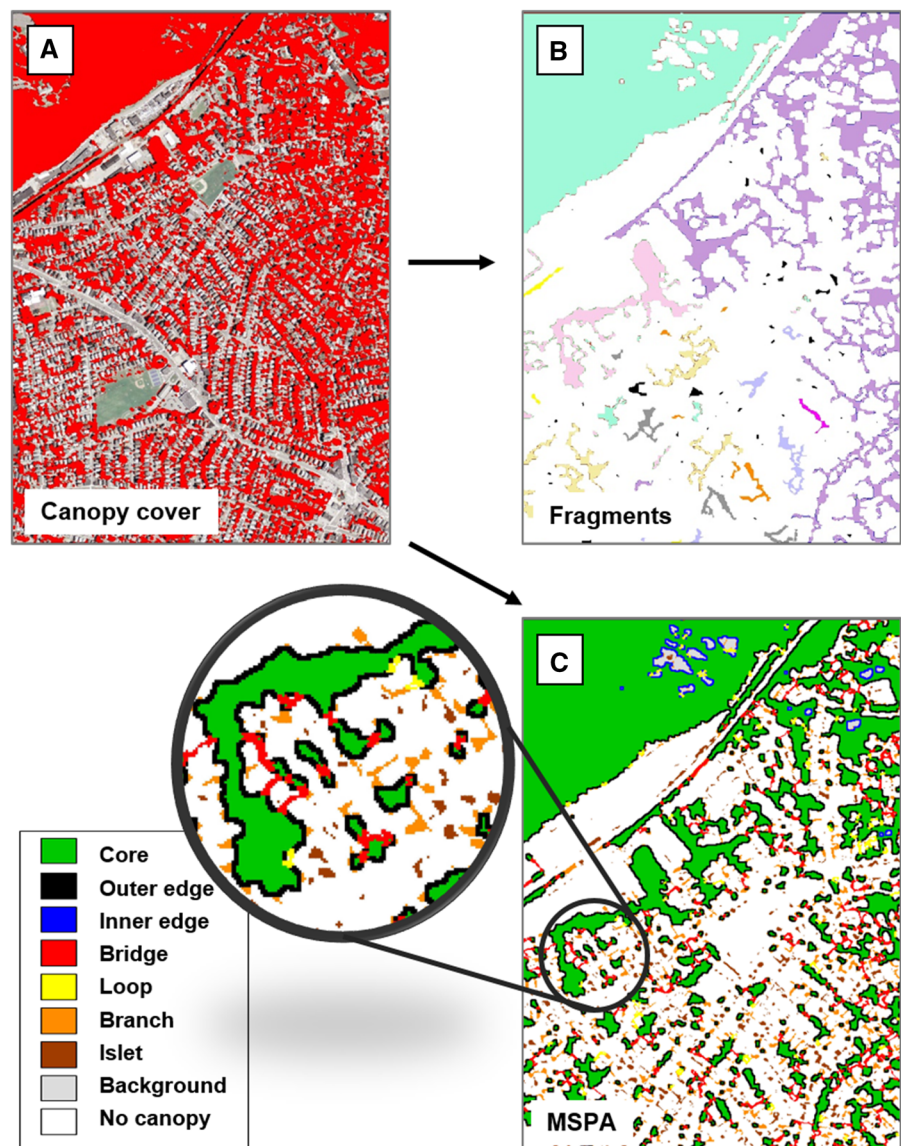 A
Canopy cover
B
Fragments
C
MSPA
Core
Outer edge
Inner edge
Bridge
Loop
Branch
Islet
Background
No canopy